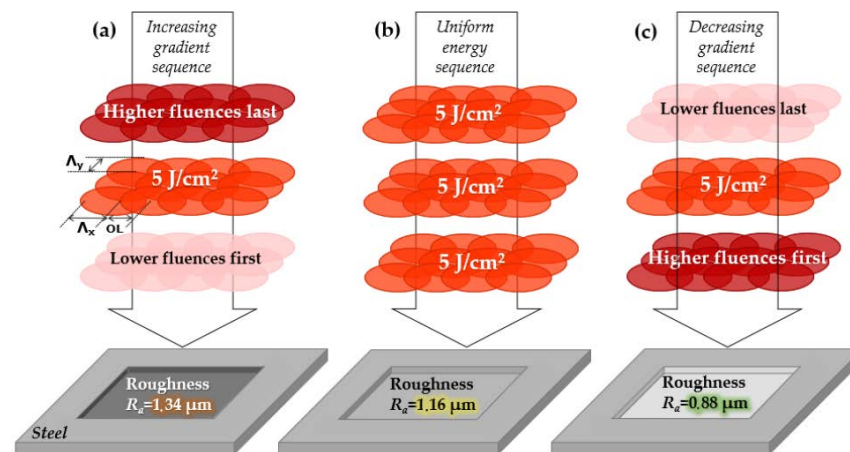 (a)
Increasing
gradient
sequence
Higher fluences last
Λy
5 J/cm²
Λx
OL
Lower fluences first
Roughness
Ra=1.34 μm
Steel
(b)
Uniform
energy
sequence
5 J/cm²
5 J/cm²
5 J/cm²
Roughness
Ra=1.16 μm
(c)
Decreasing
gradient
sequence
Lower fluences last
5 J/cm²
Higher fluences first
Roughness
Ra=0.88 μm